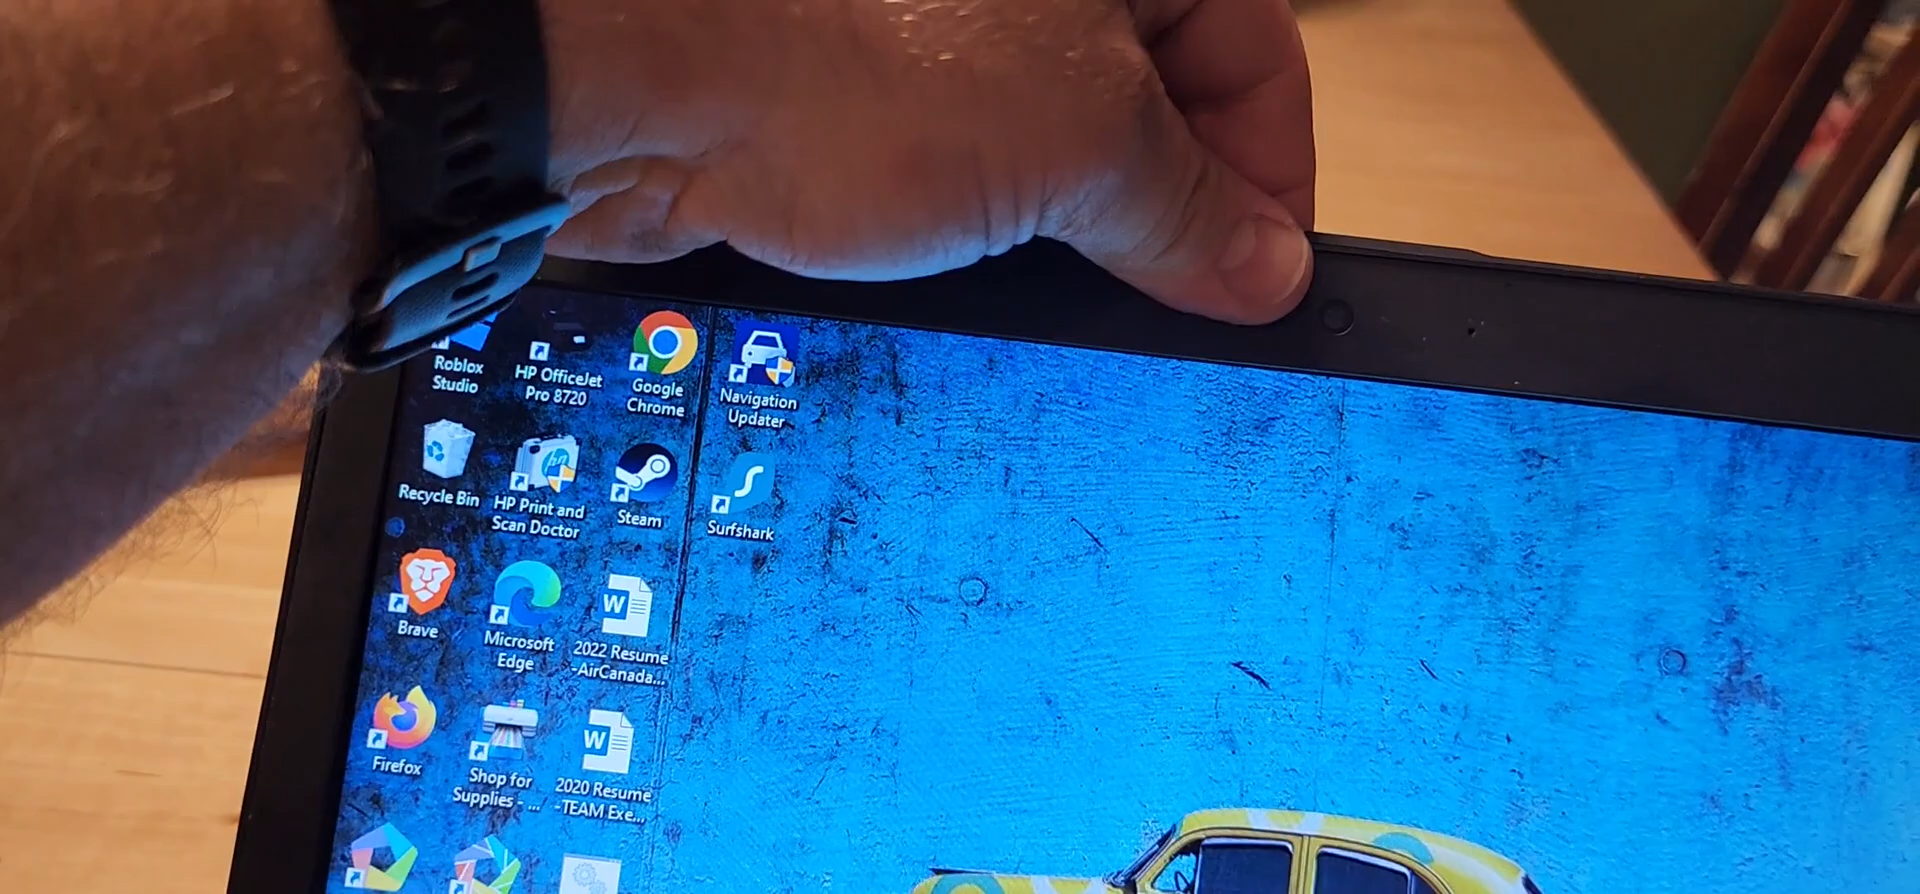 Roblox
Studio
HP OfficeJet
Pro 8720
Google
Chrome
Navigation
Updater
Recycle Bin
HP Print and
Scan Doctor
Steam
Surfshark
Brave
Microsoft
Edge
W
2022 Resume
-AirCanada...
Firefox
Shop for
Supplies - ...
W
2020 Resume
-TEAM Exe...